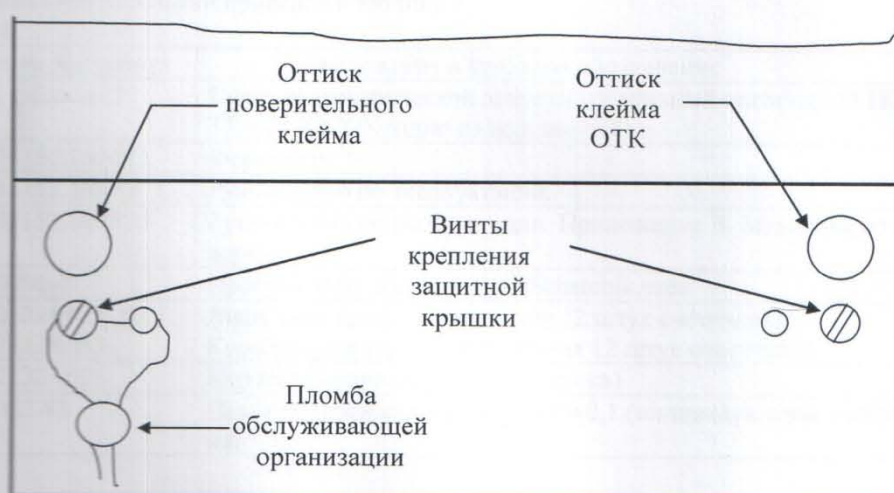 Оттиск
поверительного
клейма
Оттиск
клейма
ОТК
Винты
крепления
защитной
крышки
Пломба
обслуживающей
организации